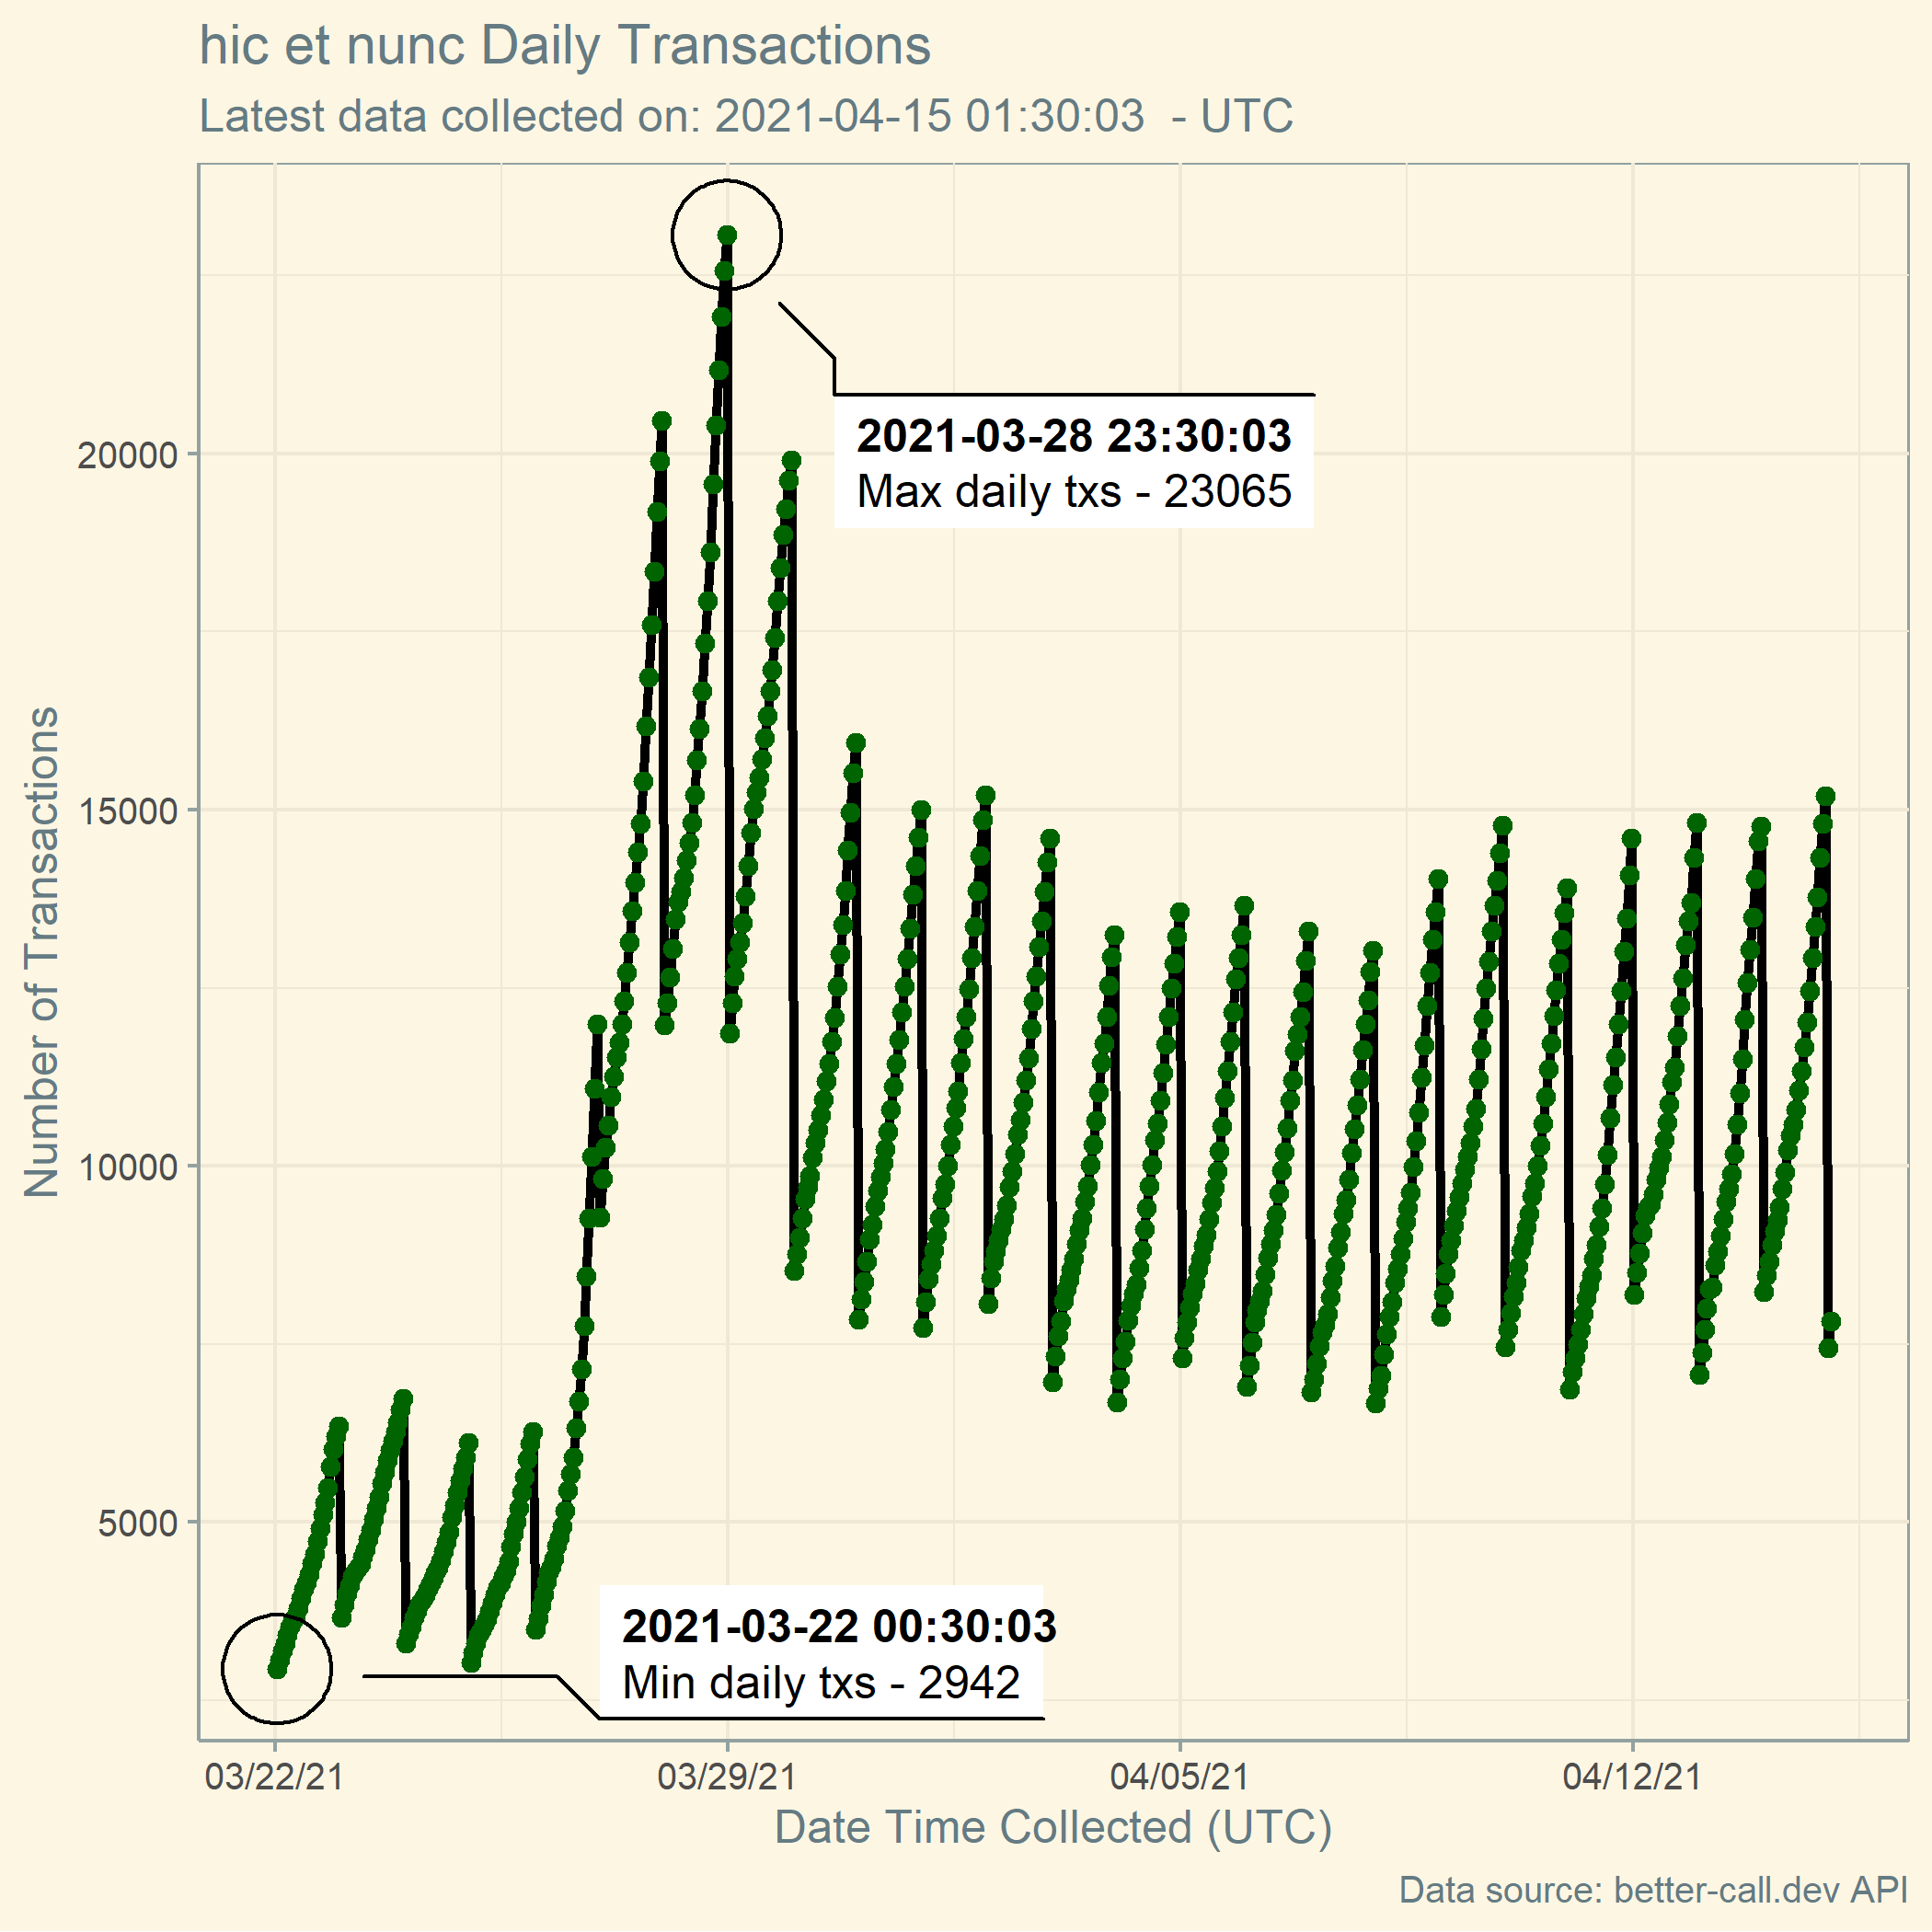 hic et nunc Daily Transactions
Latest data collected on: 2021-04-15 01:30:03  - UTC
2021-03-28 23:30:03
Max daily txs - 23065
20000
15000
10000
5000
Number of Transactions
2021-03-22 00:30:03
Min daily txs - 2942
03/22/21
03/29/21
04/05/21
04/12/21
Date Time Collected (UTC)
Data source: better-call.dev API